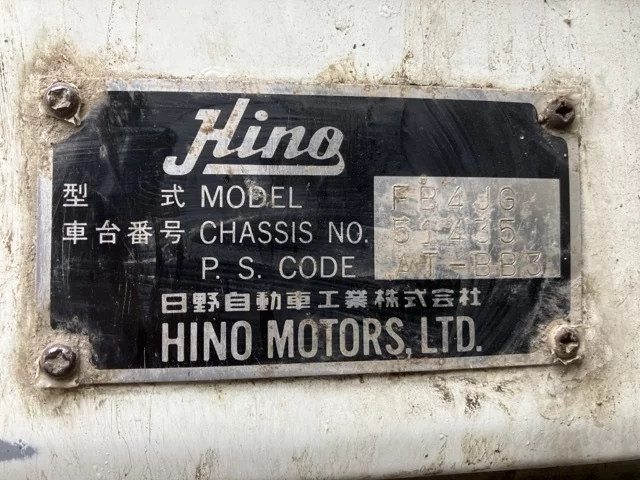 Hino
型 式 MODEL FB4JG
車台番号 CHASSIS NO. 51435
P. S. CODE AT-BB3
日野自動車工業株式会社
HINO MOTORS, LTD.